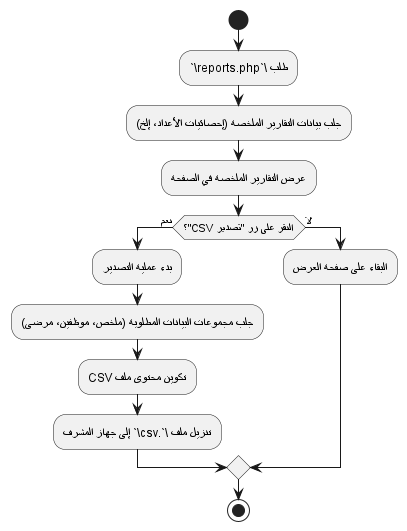 طلب `\reports.php\`
جلب بيانات التقارير الملخصة (إحصائيات الأعداد، إلخ)
عرض التقارير الملخصة في الصفحة
النقر على زر "تصدير CSV"؟
نعم
لا
بدء عملية التصدير
البقاء على صفحة العرض
جلب مجموعات البيانات المطلوبة (ملخص، موظفين، مرضى)
تكوين محتوى ملف CSV
تنزيل ملف `\.csv\` إلى جهاز المشرف